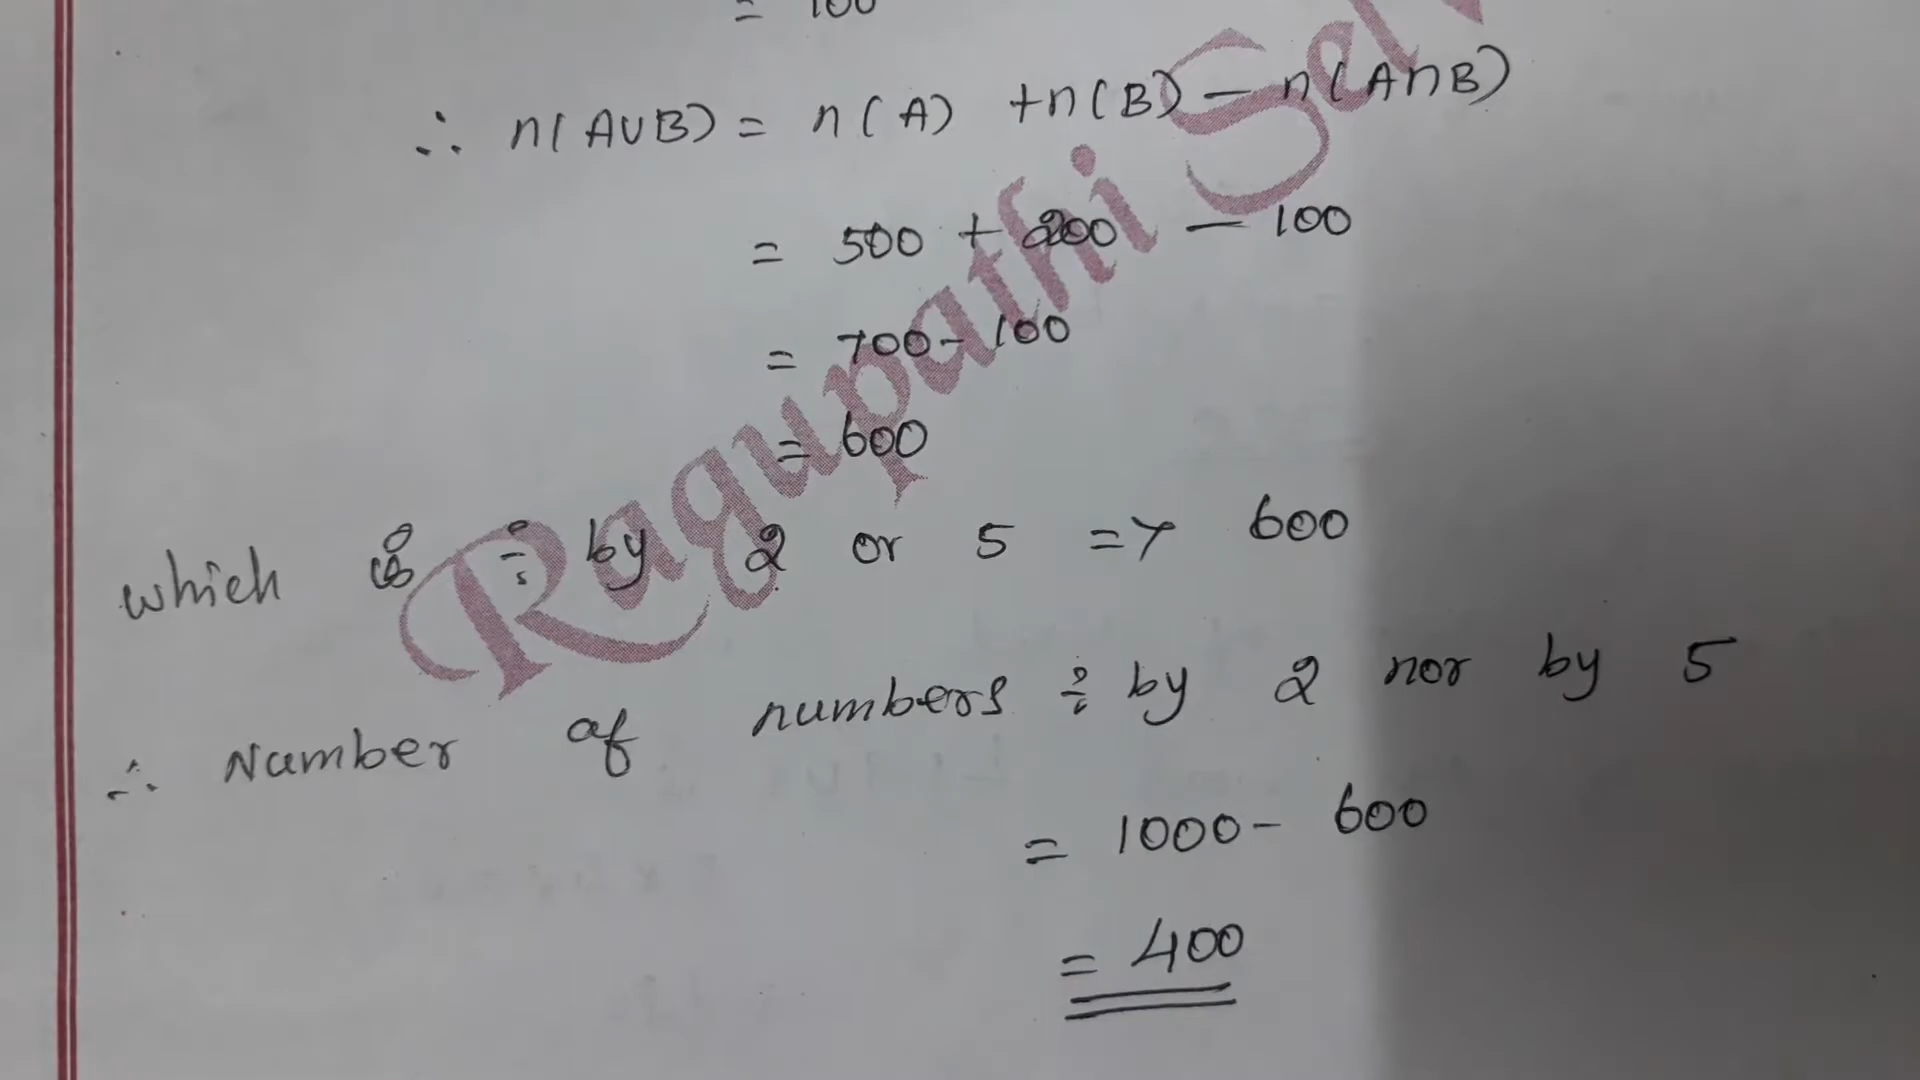 = 100
∴ n(A∪B) = n(A) + n(B) − n(A∩B)
= 500 + 200 − 100
= 700 - 100
= 600
which ÷ by 2 or 5 => 600
∴ Number of numbers ÷ by 2 nor by 5
= 1000 - 600
= 400
Ragupathi Sel